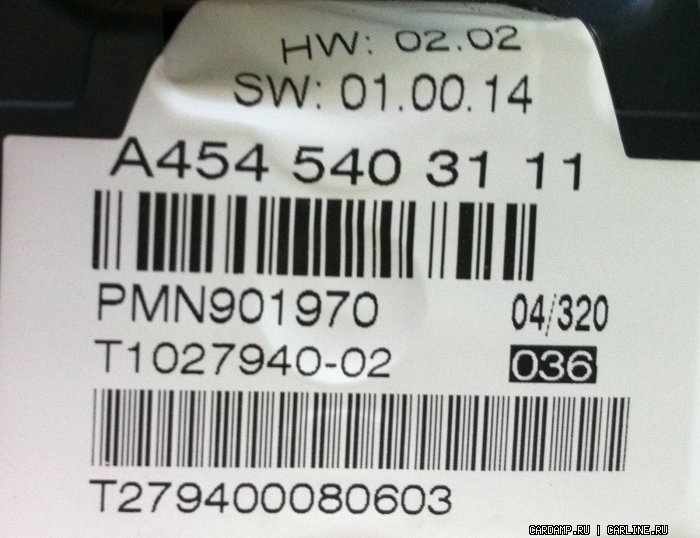 HW: 02.02
SW: 01.00.14
A454 540 31 11
PMN901970 04/320
T1027940-02 036
T279400080603
CARDAMP.RU | CARLINE.RU